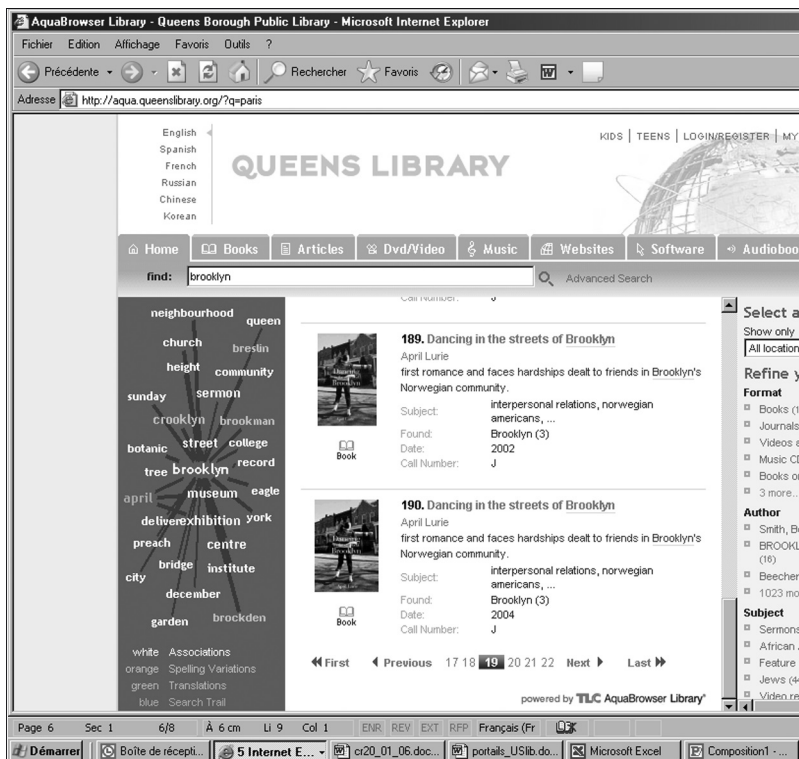 AquaBrowser Library - Queens Borough Public Library - Microsoft Internet Explorer
Fichier Edition Affichage Favoris Outils ?
Précédente Rechercher Favoris
Adresse http://aqua.queenslibrary.org/?q=paris
English
Spanish
French
Russian
Chinese
Korean
QUEENS LIBRARY
KIDS | TEENS | LOGIN/REGISTER | MY
Home Books Articles Dvd/Video Music Websites Software Audioboo
find: brooklyn Advanced Search
neighbourhood
queen
church
breslin
height
community
sunday
sermon
crooklyn
brookman
botanic
street
college
tree
brooklyn
record
april
museum
eagle
deliver
exhibition
york
preach
centre
bridge
institute
city
december
garden
brockden
white Associations
orange Spelling Variations
green Translations
blue Search Trail
Call Number: J
189. Dancing in the streets of Brooklyn
April Lurie
first romance and faces hardships dealt to friends in Brooklyn's
Norwegian community.
Subject: interpersonal relations, norwegian
americans, ...
Found: Brooklyn (3)
Date: 2002
Call Number: J
Book
190. Dancing in the streets of Brooklyn
April Lurie
first romance and faces hardships dealt to friends in Brooklyn's
Norwegian community.
Subject: interpersonal relations, norwegian
americans, ...
Found: Brooklyn (3)
Date: 2004
Call Number: J
Book
First Previous 17 18 19 20 21 22 Next Last
powered by TLC AquaBrowser Library®
Select a
Show only
All location
Refine y
Format
Books (1
Journals
Videos a
Music CD
Books on
3 more..
Author
Smith, Be
BROOKL
(16)
Beecher
1023 mo
Subject
Sermons
African
Feature
Jews (4
Video re
Page 6 Sec 1 6/8 À 6 cm Li 9 Col 1 ENR REV EXT RFP Français (Fr
Démarrer Boîte de récepti... 5 Internet E... cr20_01_06.doc... portails_USlib.do... Microsoft Excel Composition1 - ...